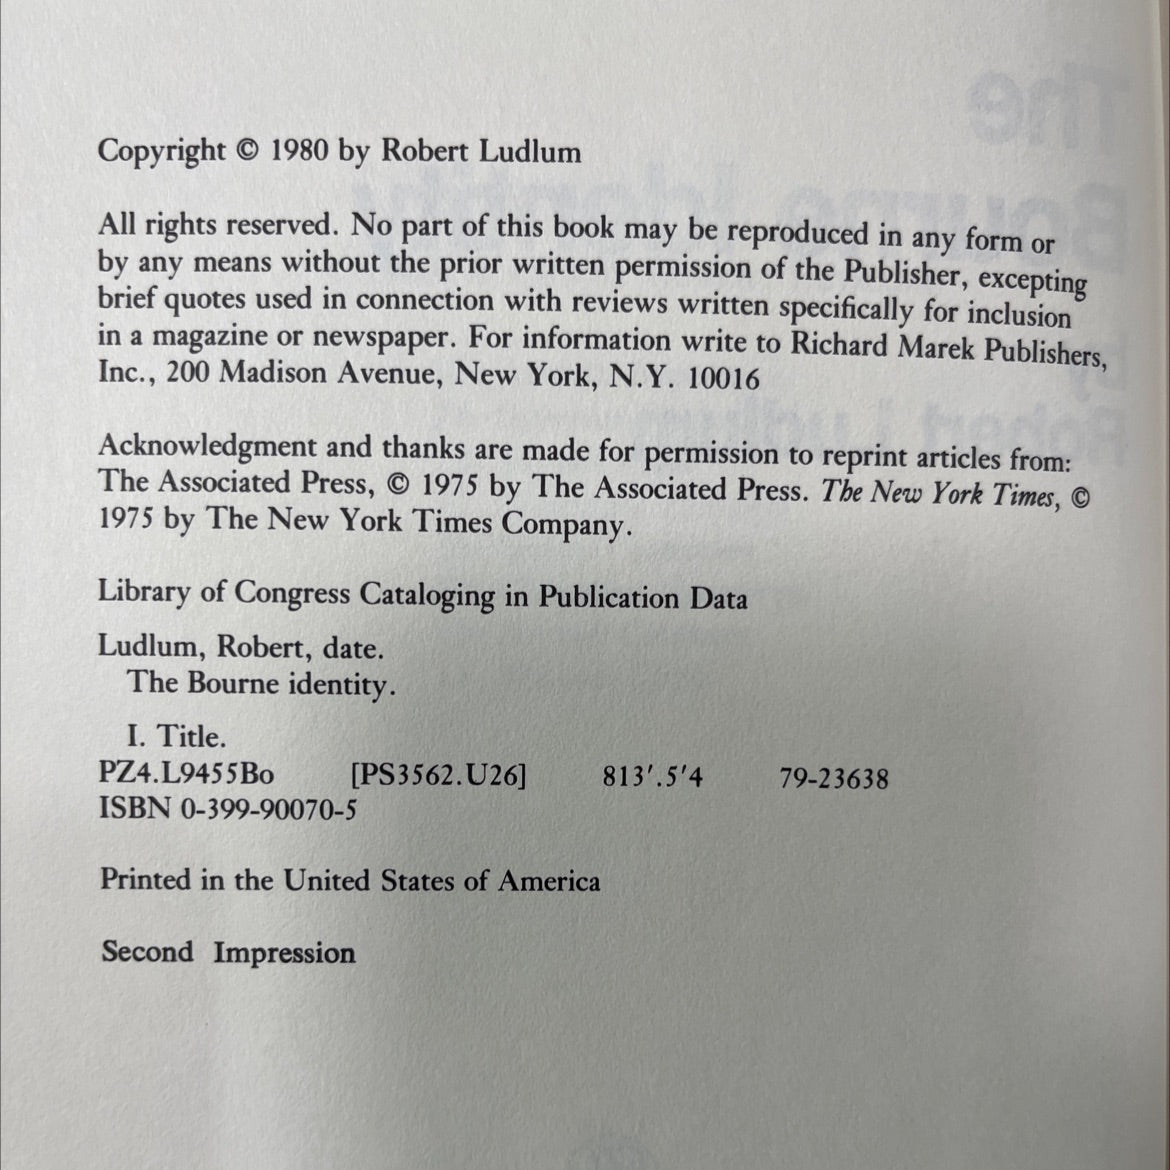 Copyright © 1980 by Robert Ludlum
All rights reserved. No part of this book may be reproduced in any form or
by any means without the prior written permission of the Publisher, excepting
brief quotes used in connection with reviews written specifically for inclusion
in a magazine or newspaper. For information write to Richard Marek Publishers,
Inc., 200 Madison Avenue, New York, N.Y. 10016
Acknowledgment and thanks are made for permission to reprint articles from:
The Associated Press, © 1975 by The Associated Press. The New York Times, ©
1975 by The New York Times Company.
Library of Congress Cataloging in Publication Data
Ludlum, Robert, date.
The Bourne identity.
I. Title.
PZ4.L9455Bo [PS3562.U26] 813′.5′4 79-23638
ISBN 0-399-90070-5
Printed in the United States of America
Second Impression